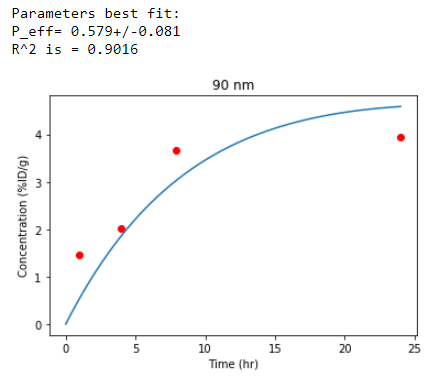 Parameters best fit:
P_eff= 0.579+/-0.081
R^2 is = 0.9016
90 nm
Concentration (%ID/g)
4
3
2
1
0
0 5 10 15 20 25
Time (hr)